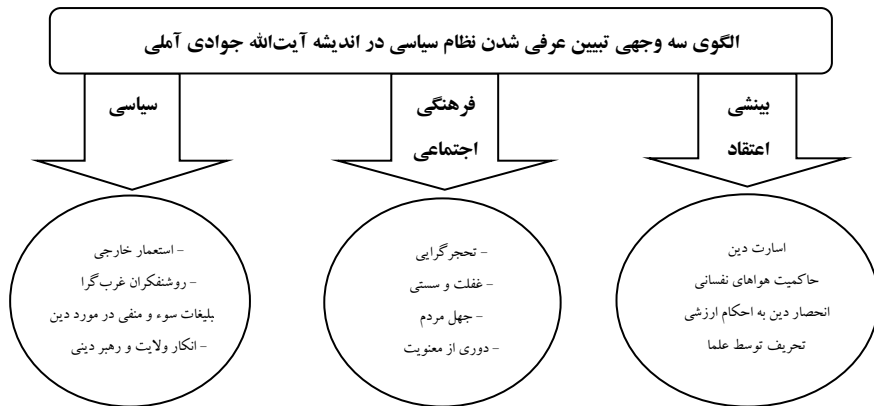 الگوی سه وجهی تبیین عرفی شدن نظام سیاسی در اندیشه آیت‌الله جوادی آملی
بینشی
اعتقاد
فرهنگی
اجتماعی
سیاسی
اسارت دین
حاکمیت هواهای نفسانی
انحصار دین به احکام ارزشی
تحریف توسط علما
- تحجرگرایی
- غفلت و سستی
- جهل مردم
- دوری از معنویت
- استعمار خارجی
- روشنفکران غرب‌گرا
تبلیغات سوء و منفی در مورد دین
- انکار ولایت و رهبر دینی